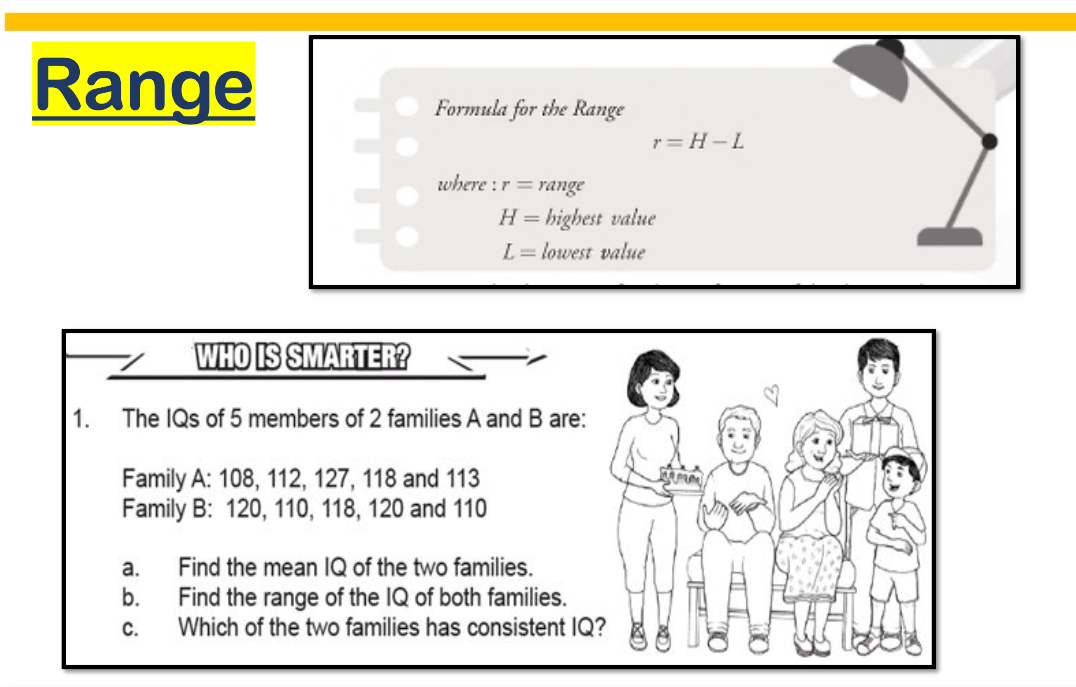 Range
Formula for the Range
r = H − L
where : r = range
H = highest value
L = lowest value
WHO IS SMARTER?
1. The IQs of 5 members of 2 families A and B are:
Family A: 108, 112, 127, 118 and 113
Family B: 120, 110, 118, 120 and 110
a. Find the mean IQ of the two families.
b. Find the range of the IQ of both families.
c. Which of the two families has consistent IQ?